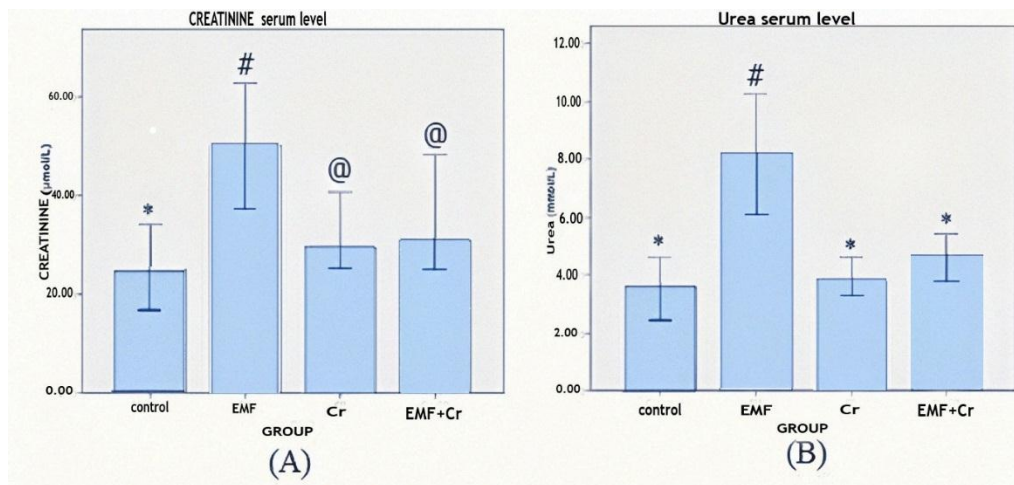 CREATININE serum level
#
60.00
@
@
*
40.00
20.00
0.00
CREATININE (µmol/L)
control EMF Cr EMF+Cr
GROUP
(A)
Urea serum level
12.00
#
10.00
8.00
6.00
*
*
*
4.00
2.00
0.00
Urea (mmol/L)
control EMF Cr EMF+Cr
GROUP
(B)